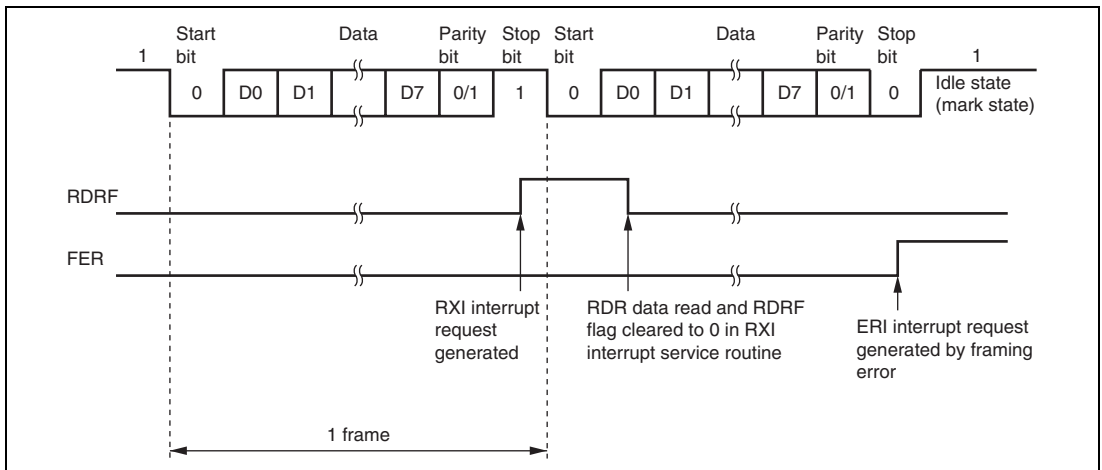 Start bit Data Parity bit Stop bit Start bit Data Parity bit Stop bit
1 1
0 D0 D1 D7 0/1 1 0 D0 D1 D7 0/1 0
Idle state
(mark state)
RDRF
FER
RXI interrupt
request
generated
RDR data read and RDRF
flag cleared to 0 in RXI
interrupt service routine
ERI interrupt request
generated by framing
error
1 frame